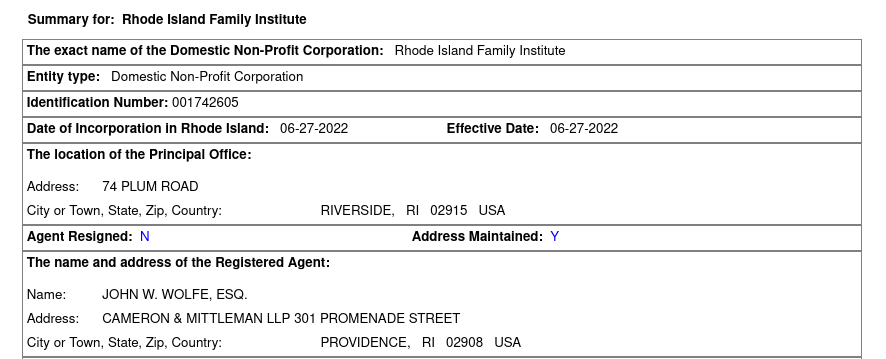 Summary for: Rhode Island Family Institute
The exact name of the Domestic Non-Profit Corporation: Rhode Island Family Institute
Entity type: Domestic Non-Profit Corporation
Identification Number: 001742605
Date of Incorporation in Rhode Island: 06-27-2022 Effective Date: 06-27-2022
The location of the Principal Office:
Address: 74 PLUM ROAD
City or Town, State, Zip, Country: RIVERSIDE, RI 02915 USA
Agent Resigned: N Address Maintained: Y
The name and address of the Registered Agent:
Name: JOHN W. WOLFE, ESQ.
Address: CAMERON & MITTLEMAN LLP 301 PROMENADE STREET
City or Town, State, Zip, Country: PROVIDENCE, RI 02908 USA